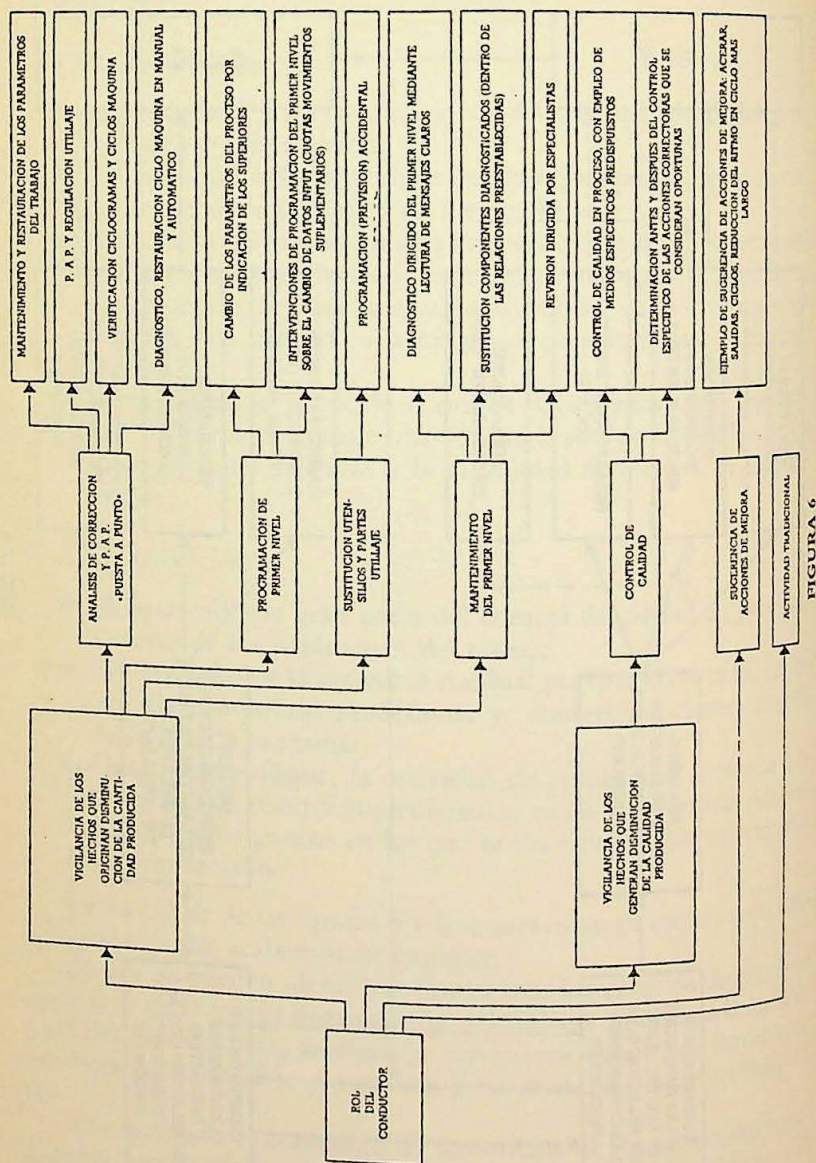 ROL
DEL
CONDUCTOR
VIGILANCIA DE LOS
HECHOS QUE
ORIGINAN DISMINU-
CION DE LA CANTI-
DAD PRODUCIDA
VIGILANCIA DE LOS
HECHOS QUE
GENERAN DISMINUCION
DE LA CALIDAD
PRODUCIDA
ANALISIS DE CORRECCION
Y P. A P.
«PUESTA A PUNTO»
PROGRAMACION DE
PRIMER NIVEL
SUSTITUCION UTEN-
SILIOS Y PARTES
UTILLAJE
MANTENIMIENTO
DEL PRIMER NIVEL
CONTROL DE
CALIDAD
SUGERENCIA DE
ACCIONES DE MEJORA
ACTIVIDAD TRADICIONAL
MANTENIMIENTO Y RESTAURACION DE LOS PARAMETROS
DEL TRABAJO
P. A P. Y REGULACION UTILLAJE
VERIFICACION CICLOGRAMAS Y CICLOS MAQUINA
DIAGNOSTICO, RESTAURACION CICLO MAQUINA EN MANUAL
Y AUTOMATICO
CAMBIO DE LOS PARAMETROS DEL PROCESO POR
INDICACION DE LOS SUPERIORES
INTERVENCIONES DE PROGRAMACION DEL PRIMER NIVEL
SOBRE EL CAMBIO DE DATOS INPUT (CUOTAS MOVIMIENTOS
SUPLEMENTARIOS)
PROGRAMACION (PREVISION) ACCIDENTAL
DIAGNOSTICO DIRIGIDO DEL PRIMER NIVEL MEDIANTE
LECTURA DE MENSAJES CLAROS
SUSTITUCION COMPONENTES DIAGNOSTICADOS (DENTRO DE
LAS RELACIONES PREESTABLECIDAS)
REVISION DIRIGIDA POR ESPECIALISTAS
CONTROL DE CALIDAD EN PROCESO, CON EMPLEO DE
MEDIOS ESPECIFICOS PREDISPUESTOS
DETERMINACION ANTES Y DESPUES DEL CONTROL
ESPECIFICO DE LAS ACCIONES CORRECTORAS QUE SE
CONSIDERAN OPORTUNAS
EJEMPLO DE SUGERENCIA DE ACCIONES DE MEJORA: ACTERAR,
SALIDAS, CICLOS, REDUCCION DEL RITMO EN CICLO MAS
LARGO
FIGURA 6